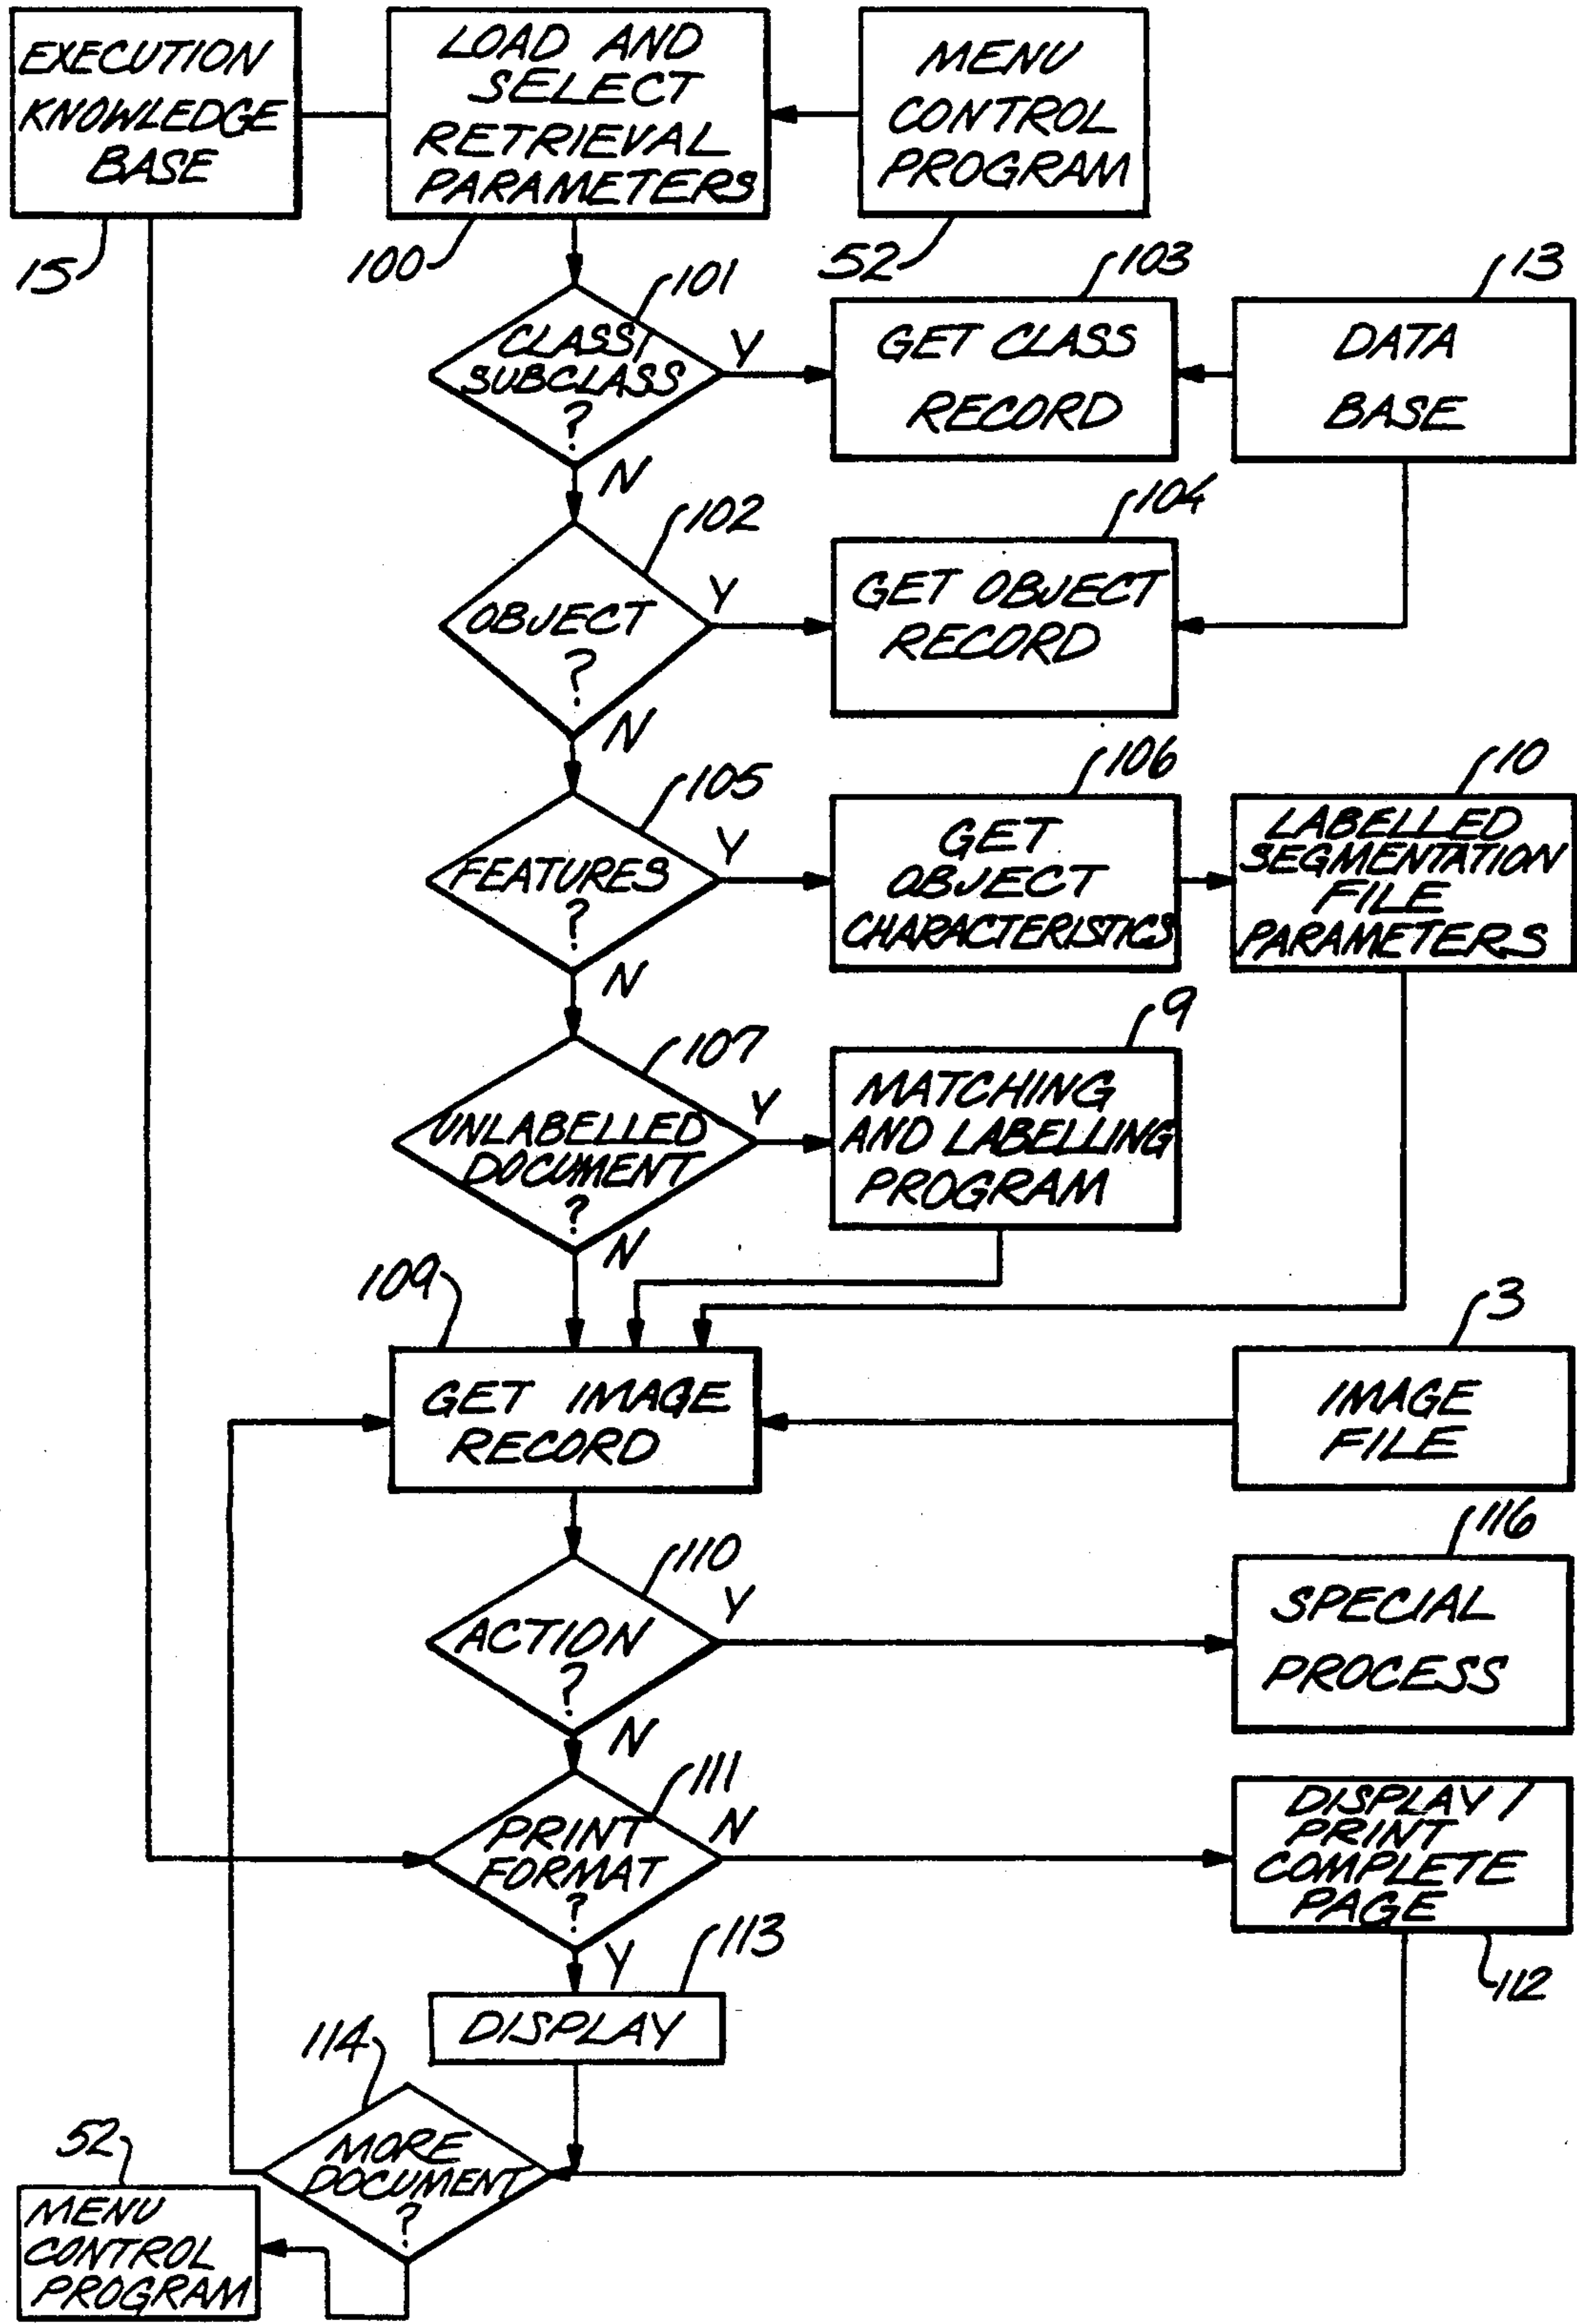 EXECUTION
KNOWLEDGE
BASE
15
LOAD AND
SELECT
RETRIEVAL
PARAMETERS
100
MENU
CONTROL
PROGRAM
52
CLASS/
SUBCLASS
?
101
Y
N
GET CLASS
RECORD
103
DATA
BASE
13
OBJECT
?
102
Y
N
GET OBJECT
RECORD
104
FEATURES
?
105
Y
N
GET
OBJECT
CHARACTERISTICS
106
LABELLED
SEGMENTATION
FILE
PARAMETERS
10
UNLABELLED
DOCUMENT
?
107
Y
N
MATCHING
AND LABELLING
PROGRAM
9
109
GET IMAGE
RECORD
IMAGE
FILE
3
ACTION
?
110
Y
N
SPECIAL
PROCESS
116
PRINT
FORMAT
?
111
N
Y
DISPLAY/
PRINT
COMPLETE
PAGE
112
DISPLAY
113
MORE
DOCUMENT
?
114
52
MENU
CONTROL
PROGRAM